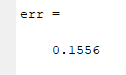 err =
0.1556